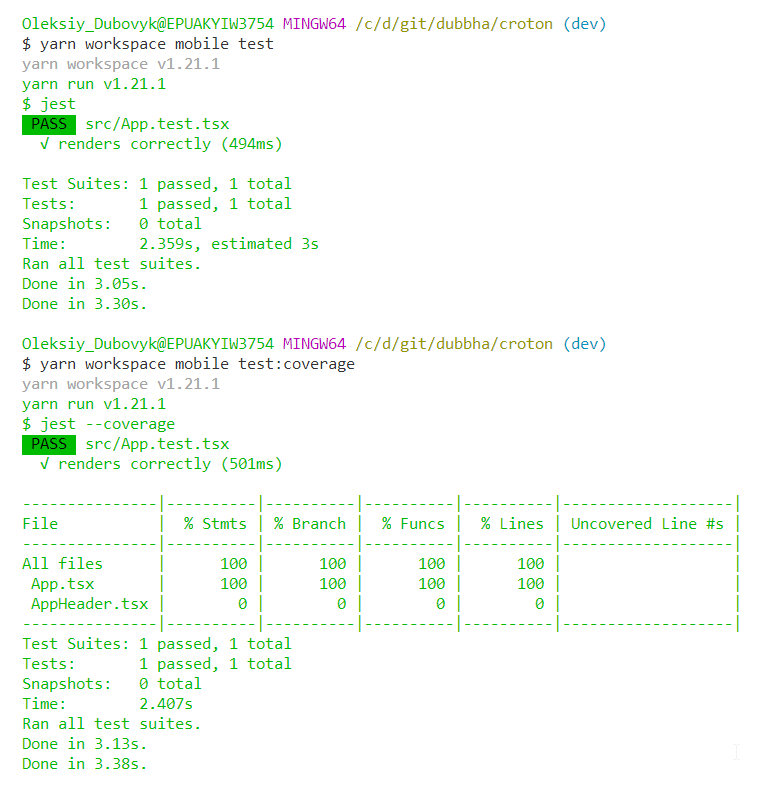 Oleksiy_Dubovyk@EPUAKYIW3754 MINGW64 /c/d/git/dubbha/croton (dev)
$ yarn workspace mobile test
yarn workspace v1.21.1
yarn run v1.21.1
$ jest
PASS src/App.test.tsx
  √ renders correctly (494ms)

Test Suites: 1 passed, 1 total
Tests:       1 passed, 1 total
Snapshots:   0 total
Time:        2.359s, estimated 3s
Ran all test suites.
Done in 3.05s.
Done in 3.30s.

Oleksiy_Dubovyk@EPUAKYIW3754 MINGW64 /c/d/git/dubbha/croton (dev)
$ yarn workspace mobile test:coverage
yarn workspace v1.21.1
yarn run v1.21.1
$ jest --coverage
PASS src/App.test.tsx
  √ renders correctly (501ms)

---------------|----------|----------|----------|----------|-------------------|
File           |  % Stmts | % Branch |  % Funcs |  % Lines | Uncovered Line #s |
---------------|----------|----------|----------|----------|-------------------|
All files      |      100 |      100 |      100 |      100 |                   |
 App.tsx       |      100 |      100 |      100 |      100 |                   |
 AppHeader.tsx |        0 |        0 |        0 |        0 |                   |
---------------|----------|----------|----------|----------|-------------------|
Test Suites: 1 passed, 1 total
Tests:       1 passed, 1 total
Snapshots:   0 total
Time:        2.407s
Ran all test suites.
Done in 3.13s.
Done in 3.38s.